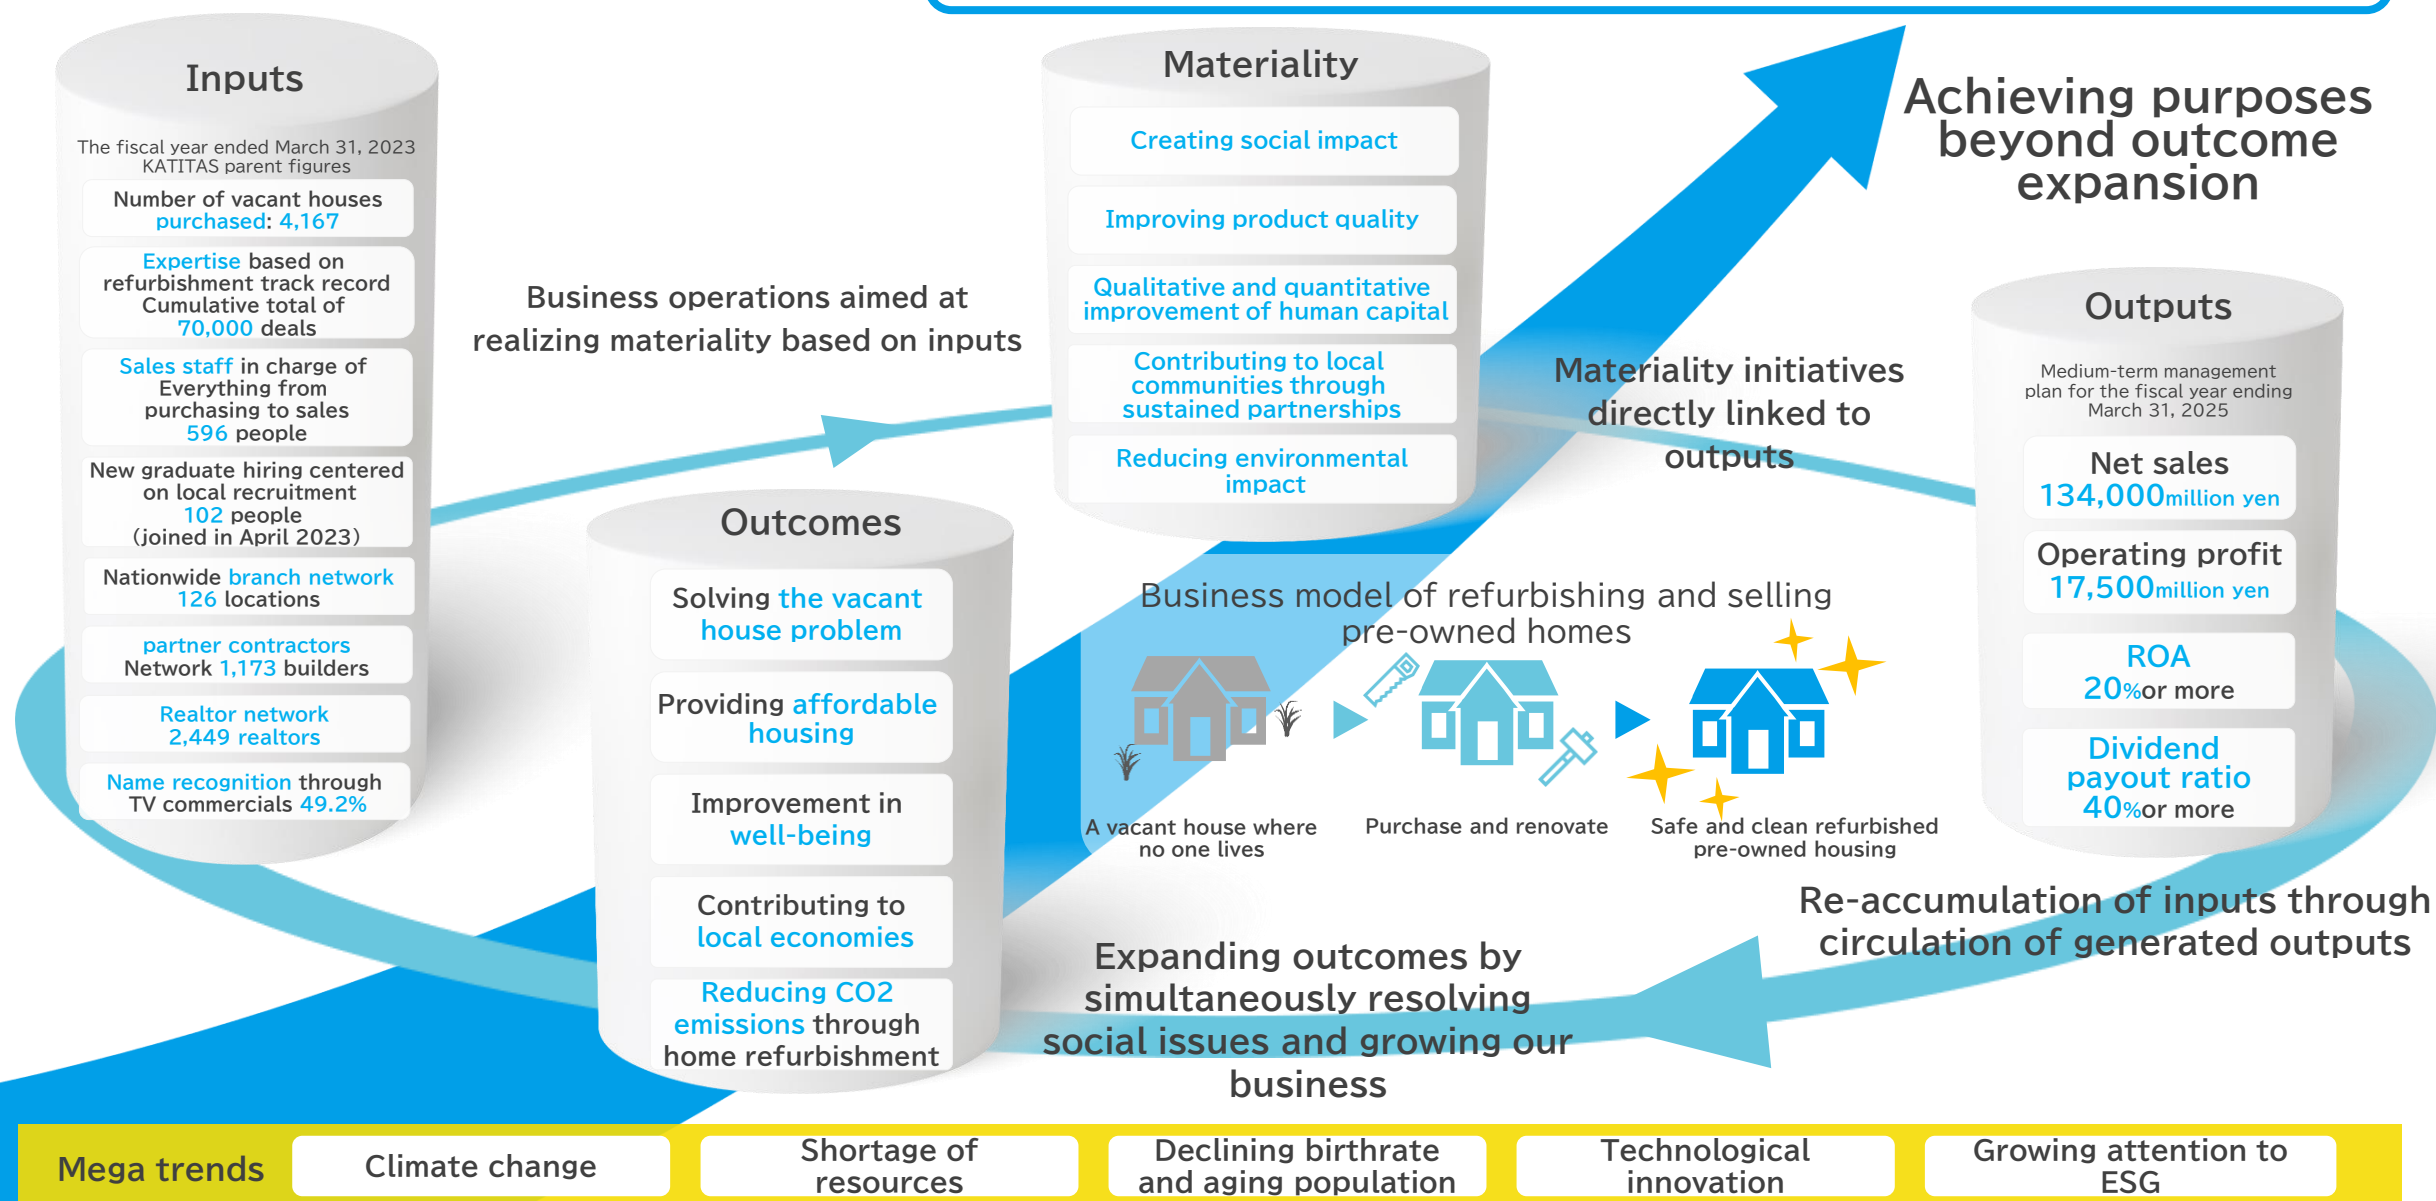 Inputs
The fiscal year ended March 31, 2023
KATITAS parent figures
Number of vacant houses
purchased: 4,167
Expertise based on
refurbishment track record
Cumulative total of
70,000 deals
Sales staff in charge of
Everything from
purchasing to sales
596 people
New graduate hiring centered
on local recruitment
102 people
(joined in April 2023)
Nationwide branch network
126 locations
partner contractors
Network 1,173 builders
Realtor network
2,449 realtors
Name recognition through
TV commercials 49.2%
Business operations aimed at
realizing materiality based on inputs
Materiality
Creating social impact
Improving product quality
Qualitative and quantitative
improvement of human capital
Contributing to local
communities through
sustained partnerships
Reducing environmental
impact
Achieving purposes
beyond outcome
expansion
Materiality initiatives
directly linked to
outputs
Outputs
Medium-term management
plan for the fiscal year ending
March 31, 2025
Net sales
134,000million yen
Operating profit
17,500million yen
ROA
20%or more
Dividend
payout ratio
40%or more
Outcomes
Solving the vacant
house problem
Providing affordable
housing
Improvement in
well-being
Contributing to
local economies
Reducing CO2
emissions through
home refurbishment
Business model of refurbishing and selling
pre-owned homes
A vacant house where
no one lives
Purchase and renovate
Safe and clean refurbished
pre-owned housing
Re-accumulation of inputs through
circulation of generated outputs
Expanding outcomes by
simultaneously resolving
social issues and growing our
business
Mega trends
Climate change
Shortage of
resources
Declining birthrate
and aging population
Technological
innovation
Growing attention to
ESG